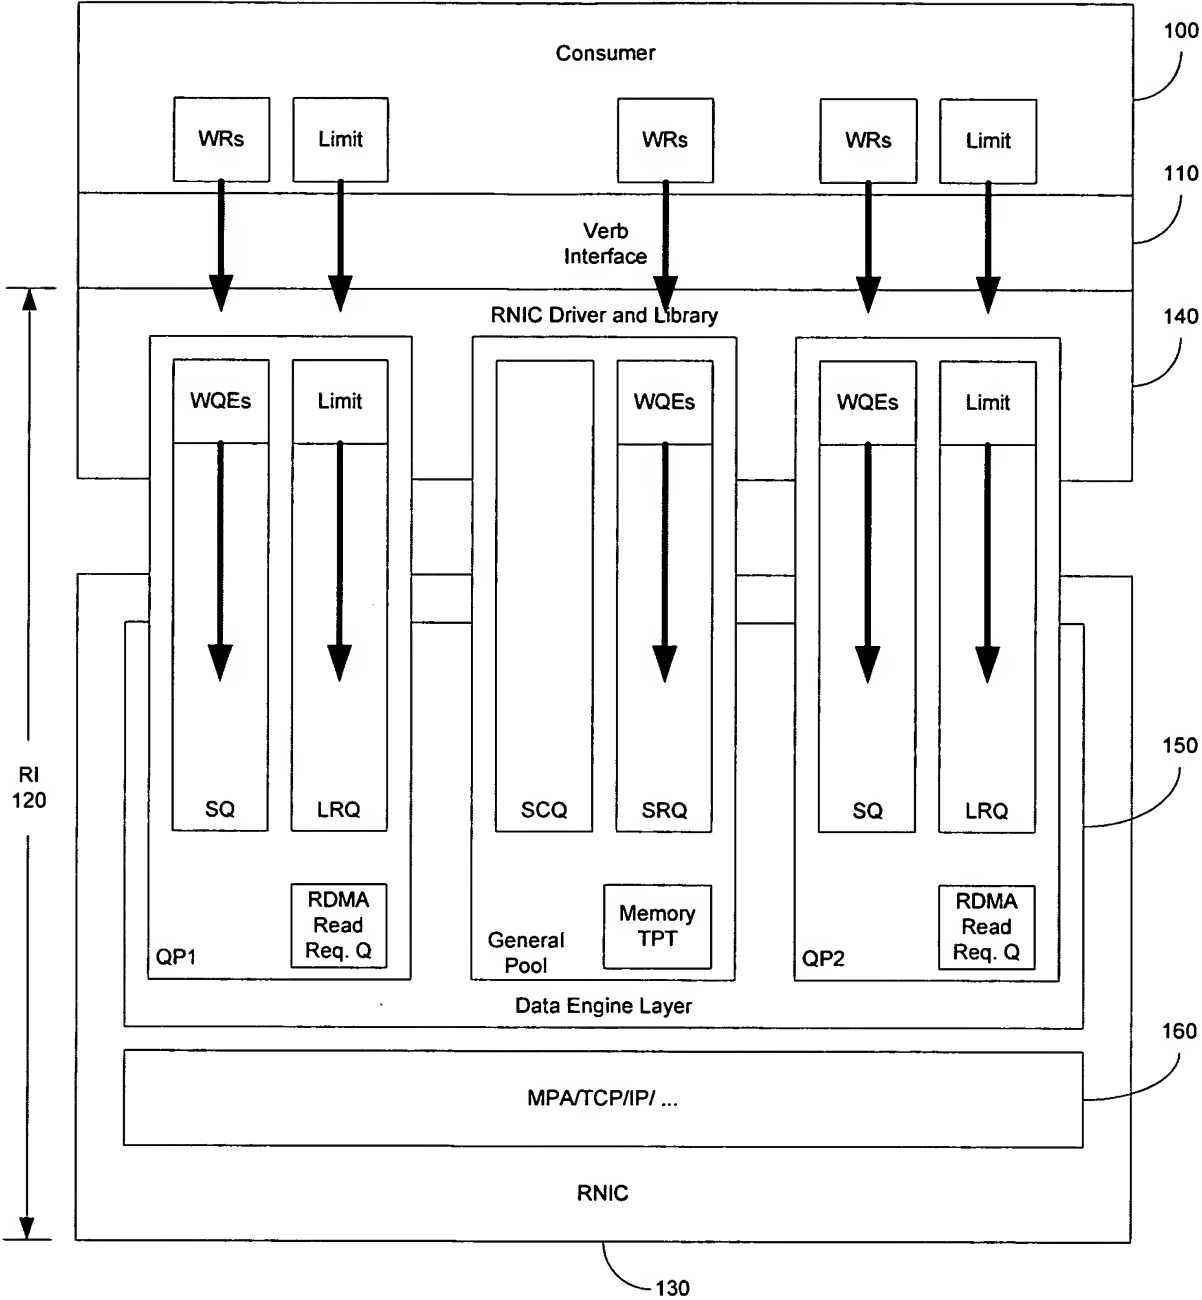 100
Consumer
WRs
Limit
WRs
WRs
Limit
110
Verb
Interface
RNIC Driver and Library
140
WQEs
Limit
WQEs
WQEs
Limit
150
RI
120
SQ
LRQ
SCQ
SRQ
SQ
LRQ
RDMA
Read
Req. Q
QP1
Memory
TPT
General
Pool
RDMA
Read
Req. Q
QP2
Data Engine Layer
160
MPA/TCP/IP/ ...
RNIC
130